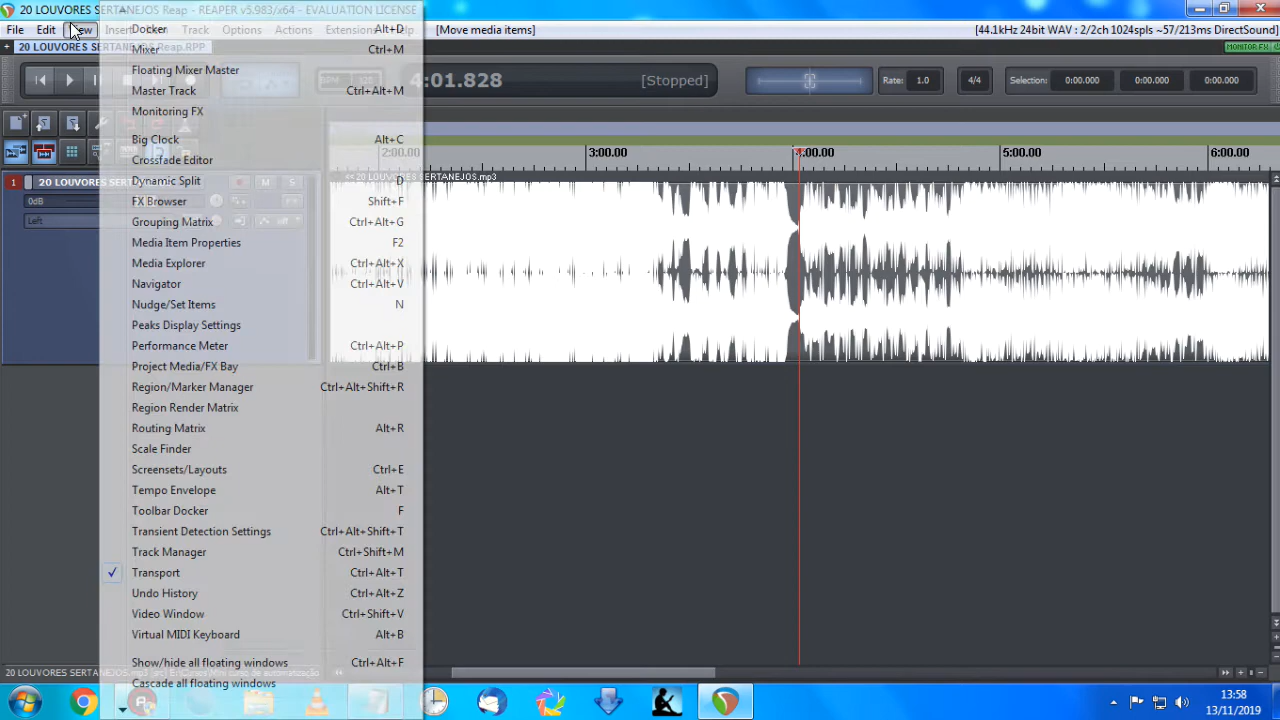 20 LOUVORES SERTANEJOS Reap - REAPER v5.983/x64 - EVALUATION LICENSE
File Edit View Insert Track Options Actions Extensions Help [Move media items]
[44.1kHz 24bit WAV : 2/2ch 1024spls ~57/213ms DirectSound]
20 LOUVORES SERTANEJOS Reap.RPP
MONITOR FX
BPM 120
4:01.828
[Stopped]
Rate: 1.0
4/4
Selection: 0:00.000 0:00.000 0:00.000
2:00.00 3:00.00 4:00.00 5:00.00 6:00.00
1 20 LOUVORES SERT
M S
0dB
Left
off
<< 20 LOUVORES SERTANEJOS.mp3
Docker Alt+D
Mixer Ctrl+M
Floating Mixer Master
Master Track Ctrl+Alt+M
Monitoring FX
Big Clock Alt+C
Crossfade Editor
Dynamic Split D
FX Browser Shift+F
Grouping Matrix Ctrl+Alt+G
Media Item Properties F2
Media Explorer Ctrl+Alt+X
Navigator Ctrl+Alt+V
Nudge/Set Items N
Peaks Display Settings
Performance Meter Ctrl+Alt+P
Project Media/FX Bay Ctrl+B
Region/Marker Manager Ctrl+Alt+Shift+R
Region Render Matrix
Routing Matrix Alt+R
Scale Finder
Screensets/Layouts Ctrl+E
Tempo Envelope Alt+T
Toolbar Docker F
Transient Detection Settings Ctrl+Alt+Shift+T
Track Manager Ctrl+Shift+M
Transport Ctrl+Alt+T
Undo History Ctrl+Alt+Z
Video Window Ctrl+Shift+V
Virtual MIDI Keyboard Alt+B
Show/hide all floating windows Ctrl+Alt+F
Cascade all floating windows
20 LOUVORES SERTANEJOS.mp3
13:58
13/11/2019